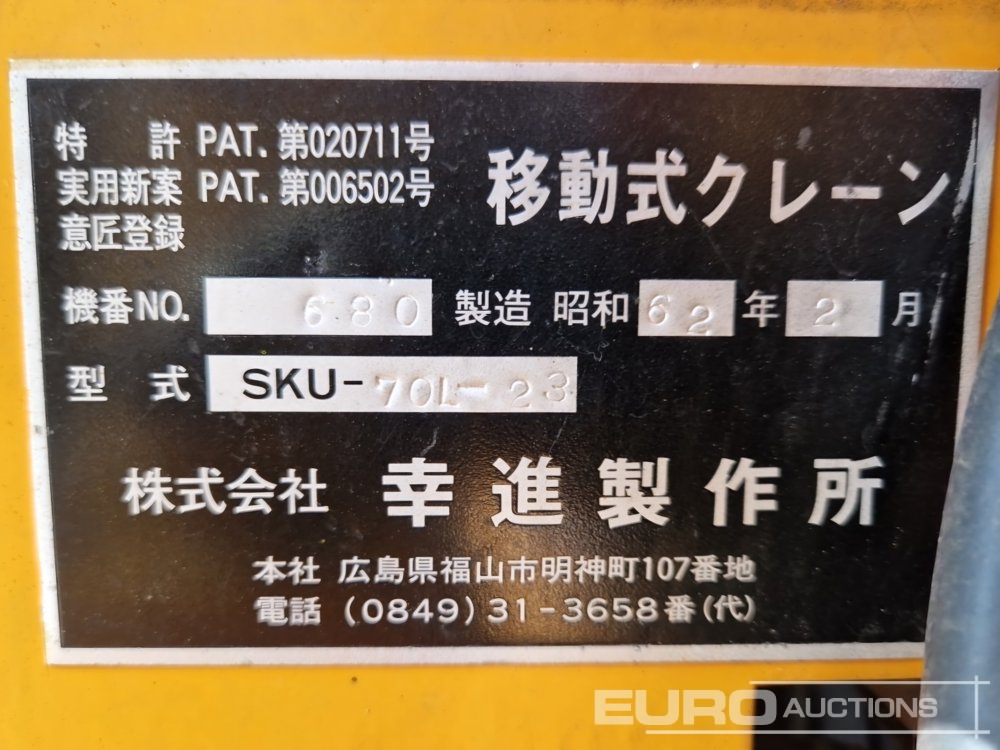 特 許 PAT. 第020711号
実用新案 PAT. 第006502号
意匠登録
移動式クレーン
機番NO. 680 製造 昭和 62 年 2 月
型 式 SKU-70L-23
株式会社 幸進製作所
本社 広島県福山市明神町107番地
電話 (0849) 31-3658番(代)
EURO AUCTIONS